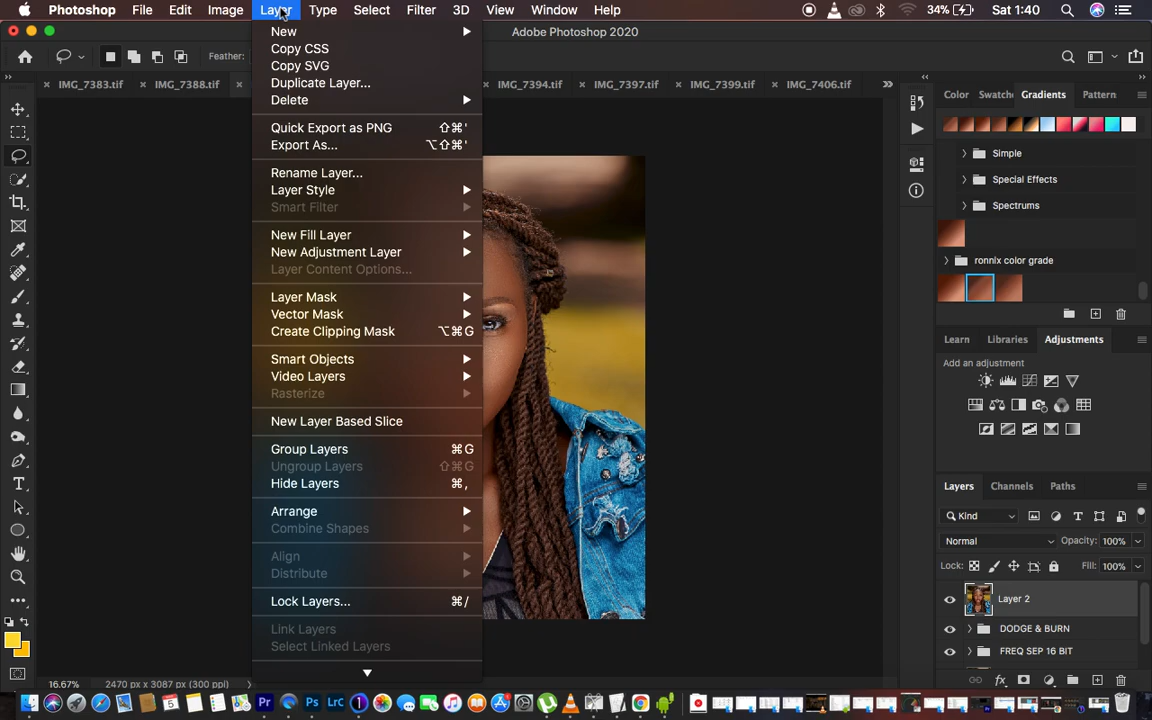 Photoshop File Edit Image Layer Type Select Filter 3D View Window Help 34% Sat 1:40
Adobe Photoshop 2020
Feather:
IMG_7383.tif IMG_7388.tif IMG_7394.tif IMG_7397.tif IMG_7399.tif IMG_7406.tif
New
Copy CSS
Copy SVG
Duplicate Layer...
Delete
Quick Export as PNG ⇧⌘'
Export As... ⌥⇧⌘'
Rename Layer...
Layer Style
Smart Filter
New Fill Layer
New Adjustment Layer
Layer Content Options...
Layer Mask
Vector Mask
Create Clipping Mask ⌥⌘G
Smart Objects
Video Layers
Rasterize
New Layer Based Slice
Group Layers ⌘G
Ungroup Layers ⇧⌘G
Hide Layers ⌘,
Arrange
Combine Shapes
Align
Distribute
Lock Layers... ⌘/
Link Layers
Select Linked Layers
Color Swatch Gradients Pattern
Simple
Special Effects
Spectrums
ronnix color grade
Learn Libraries Adjustments
Add an adjustment
Layers Channels Paths
Kind
Normal Opacity: 100%
Lock: Fill: 100%
Layer 2
DODGE & BURN
FREQ SEP 16 BIT
16.67% 2470 px x 3087 px (300 ppi)
5 Pr Ps LrC